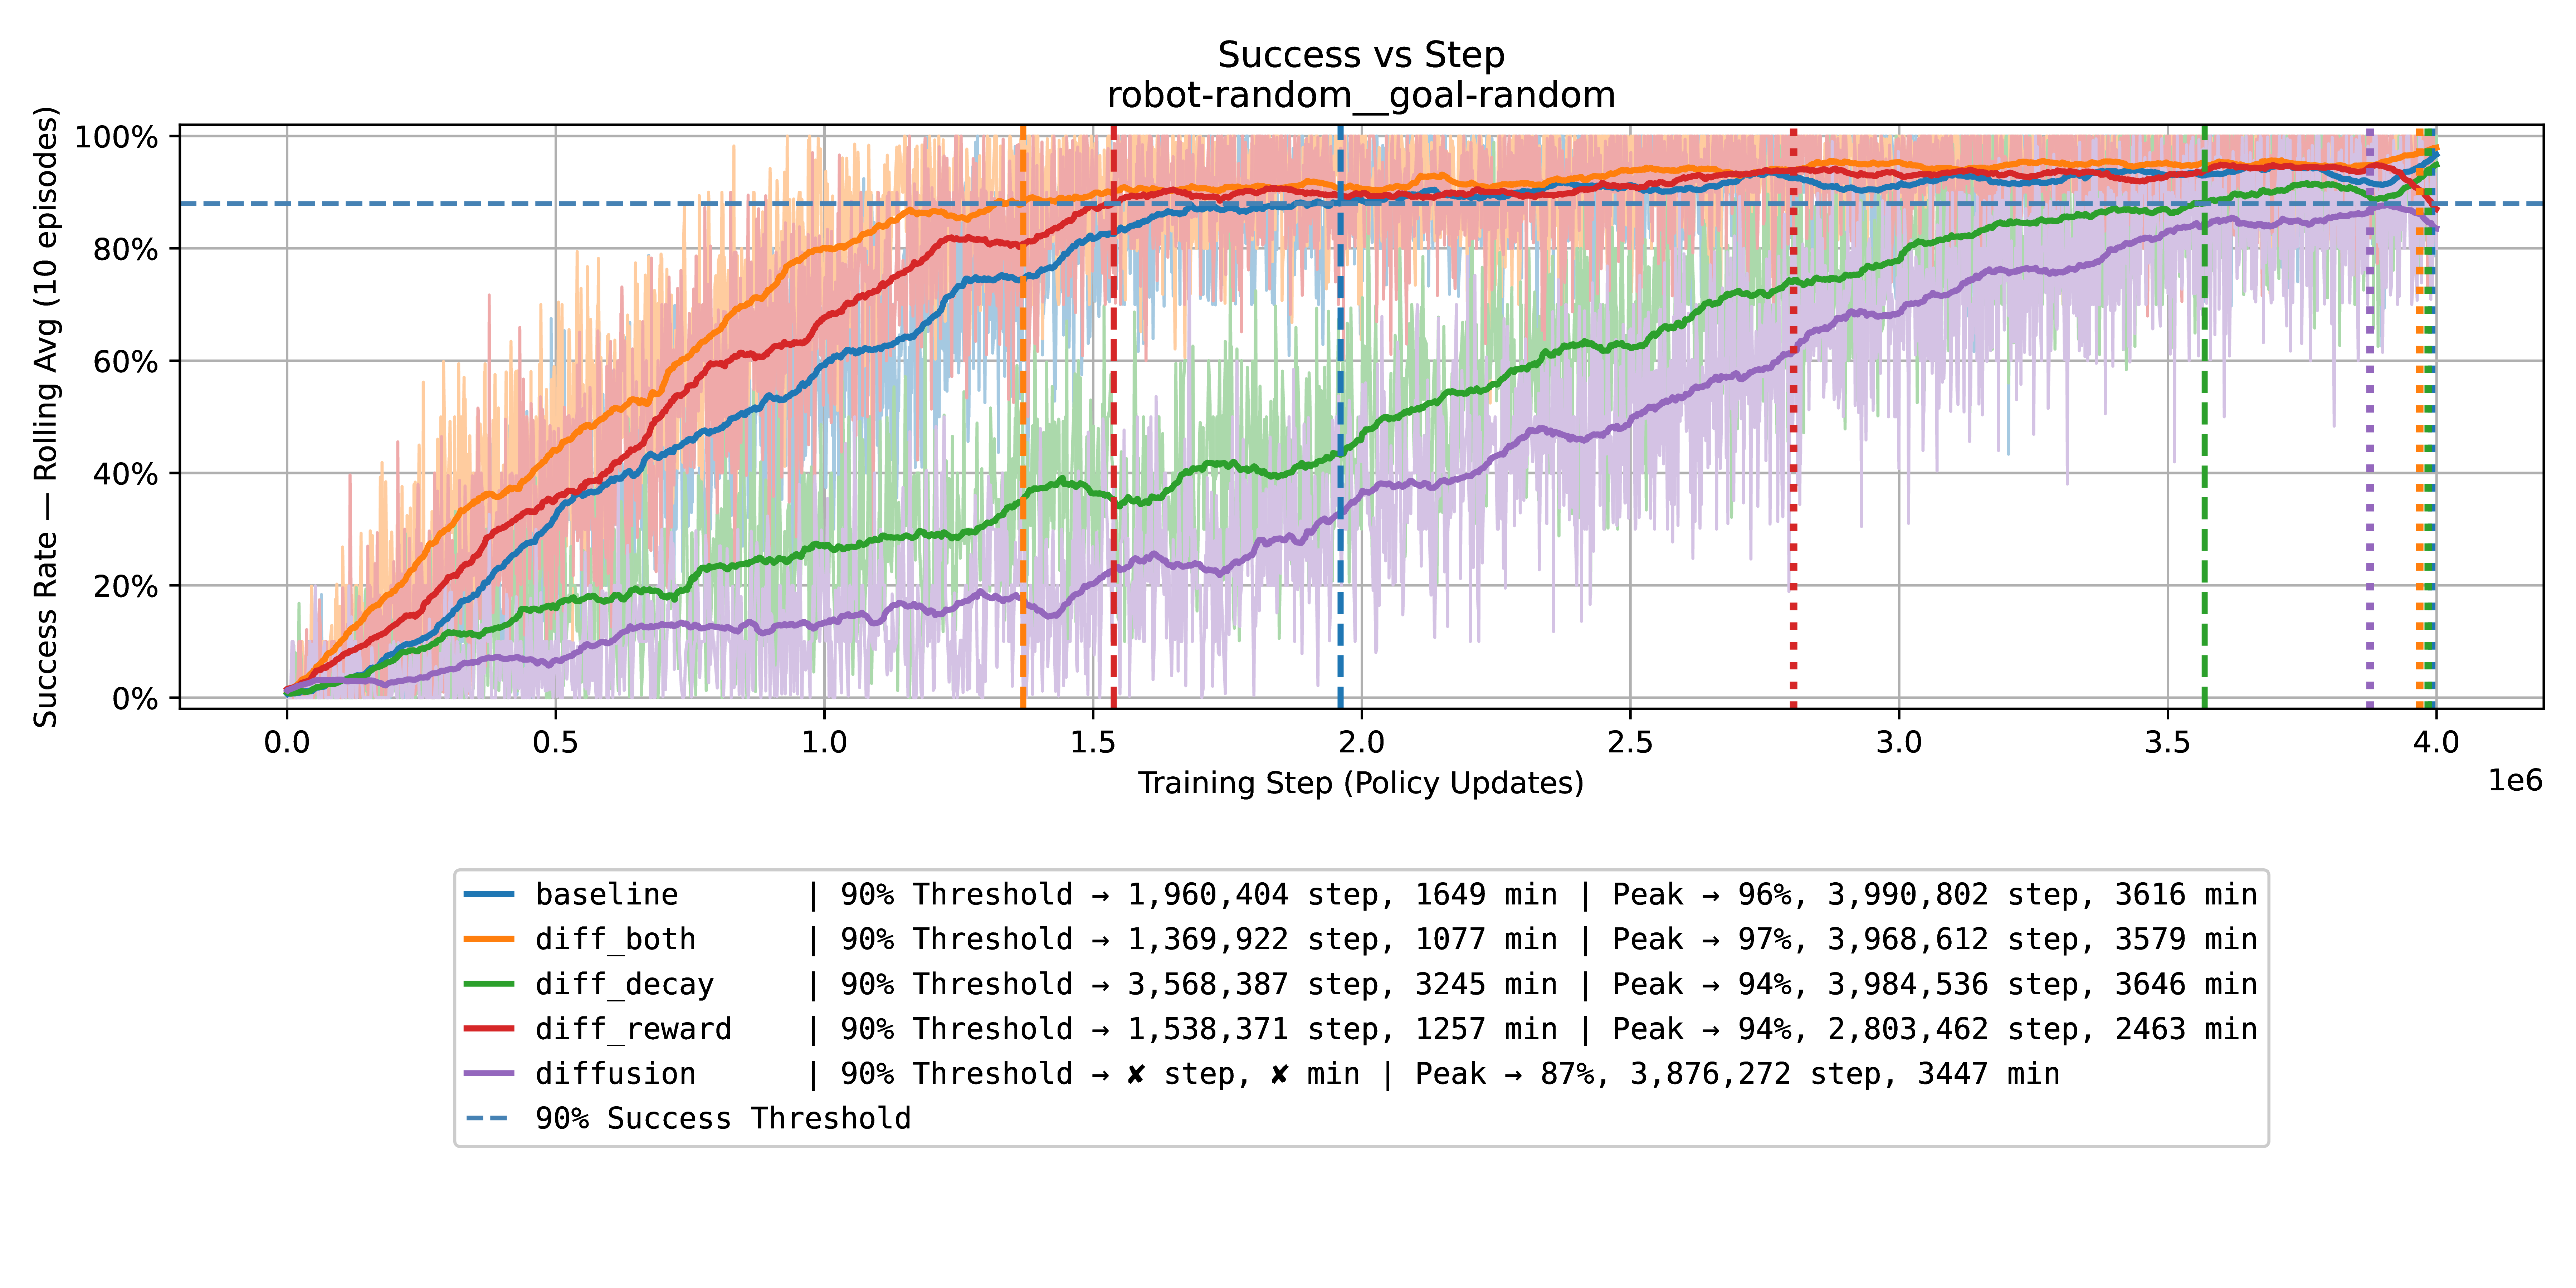 Success vs Step
robot-random__goal-random
Success Rate — Rolling Avg (10 episodes)
100%
80%
60%
40%
20%
0%
0.0 0.5 1.0 1.5 2.0 2.5 3.0 3.5 4.0
1e6
Training Step (Policy Updates)
baseline | 90% Threshold → 1,960,404 step, 1649 min | Peak → 96%, 3,990,802 step, 3616 min
diff_both | 90% Threshold → 1,369,922 step, 1077 min | Peak → 97%, 3,968,612 step, 3579 min
diff_decay | 90% Threshold → 3,568,387 step, 3245 min | Peak → 94%, 3,984,536 step, 3646 min
diff_reward | 90% Threshold → 1,538,371 step, 1257 min | Peak → 94%, 2,803,462 step, 2463 min
diffusion | 90% Threshold → ✘ step, ✘ min | Peak → 87%, 3,876,272 step, 3447 min
90% Success Threshold